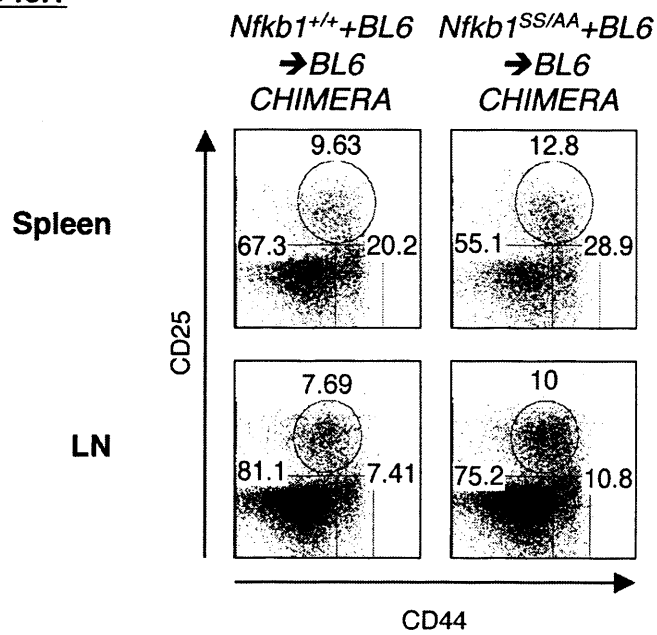 Nfkb1+/++BL6
➔BL6
CHIMERA
Nfkb1SS/AA+BL6
➔BL6
CHIMERA
Spleen
9.63
67.3
20.2
12.8
55.1
28.9
CD25
LN
7.69
81.1
7.41
10
75.2
10.8
CD44